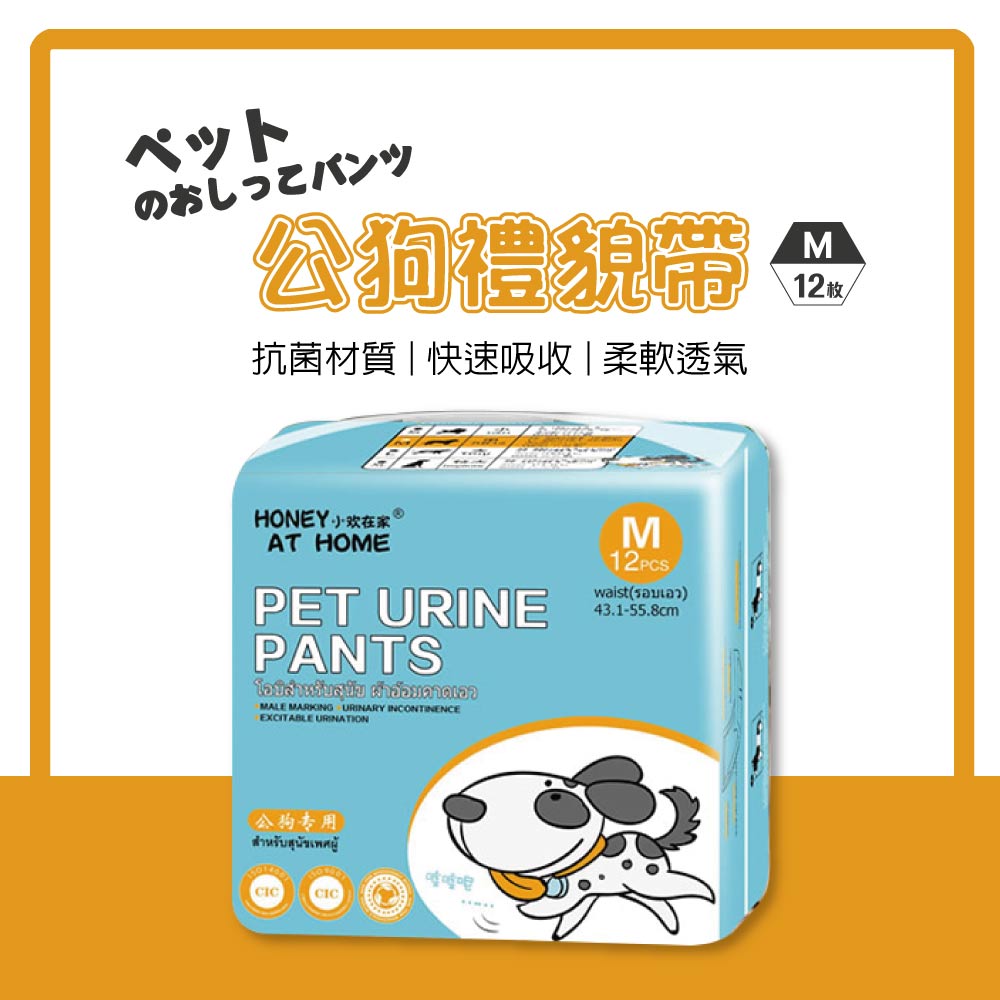 ペット
のおしってパンツ
公狗禮貌帶
M
12枚
抗菌材質 | 快速吸收 | 柔軟透氣
HONEY 小欢在家®
AT HOME
M
12PCS
waist(รอบเอว)
43.1-55.8cm
PET URINE
PANTS
โอบิสำหรับสุนัข ผ้าอ้อมคาดเอว
MALE MARKING URINARY INCONTINENCE
EXCITABLE URINATION
公狗专用
สำหรับสุนัขเพศผู้
ISO14001
CIC
ISO9001
CIC